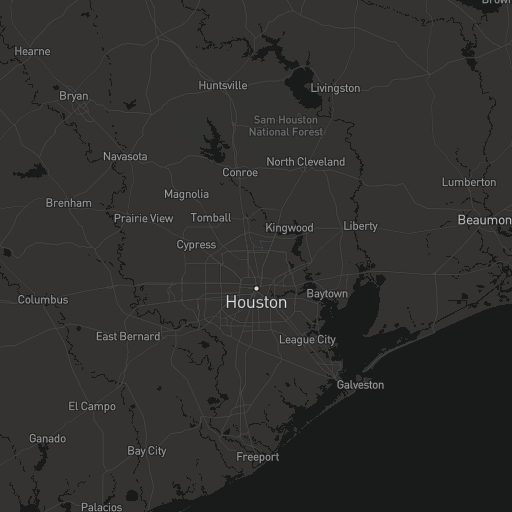 Brown
Hearne
Huntsville
Livingston
Bryan
Sam Houston
National Forest
Navasota
North Cleveland
Conroe
Lumberton
Magnolia
Brenham
Prairie View
Tomball
Beaumon
Kingwood
Liberty
Cypress
Baytown
Columbus
Houston
East Bernard
League City
Galveston
El Campo
Ganado
Bay City
Freeport
Palacios